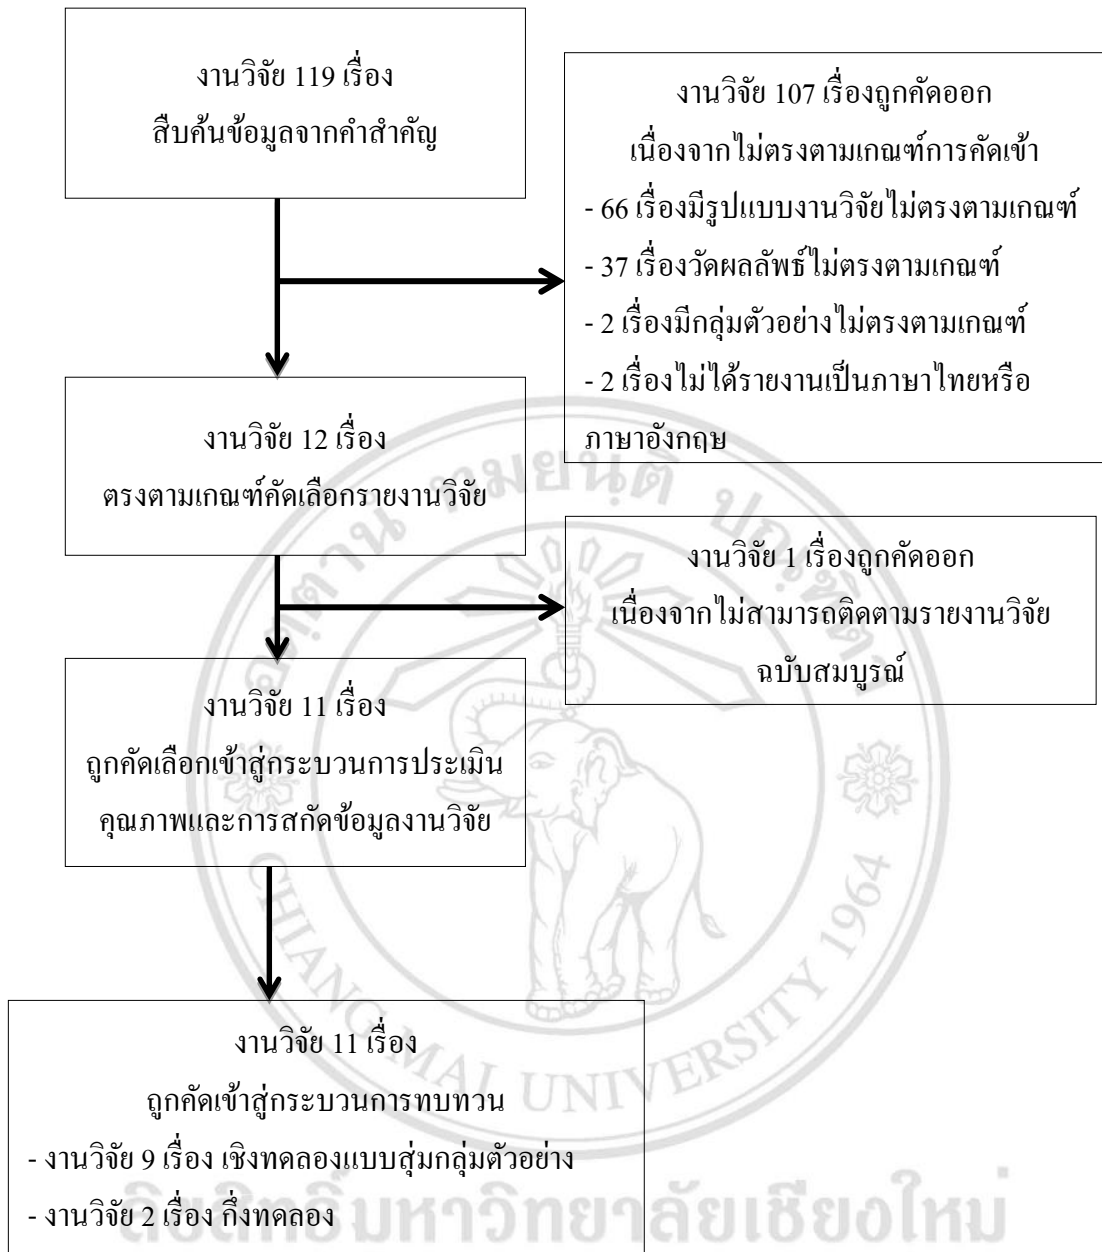 งานวิจัย 119 เรื่อง
สืบค้นข้อมูลจากคำสำคัญ
งานวิจัย 107 เรื่องถูกคัดออก
เนื่องจากไม่ตรงตามเกณฑ์การคัดเข้า
- 66 เรื่องมีรูปแบบงานวิจัยไม่ตรงตามเกณฑ์
- 37 เรื่องวัดผลลัพธ์ไม่ตรงตามเกณฑ์
- 2 เรื่องมีกลุ่มตัวอย่างไม่ตรงตามเกณฑ์
- 2 เรื่องไม่ได้รายงานเป็นภาษาไทยหรือ
ภาษาอังกฤษ
งานวิจัย 12 เรื่อง
ตรงตามเกณฑ์คัดเลือกรายงานวิจัย
งานวิจัย 1 เรื่องถูกคัดออก
เนื่องจากไม่สามารถติดตามรายงานวิจัย
ฉบับสมบูรณ์
งานวิจัย 11 เรื่อง
ถูกคัดเลือกเข้าสู่กระบวนการประเมิน
คุณภาพและการสกัดข้อมูลงานวิจัย
งานวิจัย 11 เรื่อง
ถูกคัดเข้าสู่กระบวนการทบทวน
- งานวิจัย 9 เรื่อง เชิงทดลองแบบสุ่มกลุ่มตัวอย่าง
- งานวิจัย 2 เรื่อง กึ่งทดลอง
อตฺตานํ ทมยนฺติ ปณฺฑิตา
CHIANG MAI UNIVERSITY 1964
ลิขสิทธิ์มหาวิทยาลัยเชียงใหม่